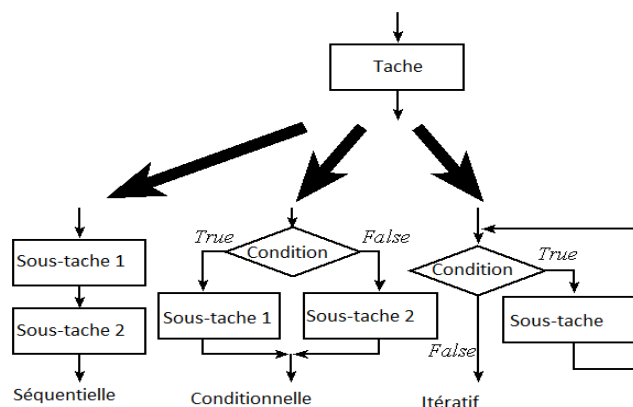 Tache
True
False
Condition
Sous-tache 1
Sous-tache 2
Sous-tache 1
Sous-tache 2
Condition
True
Sous-tache
False
Séquentielle
Conditionnelle
Itératif